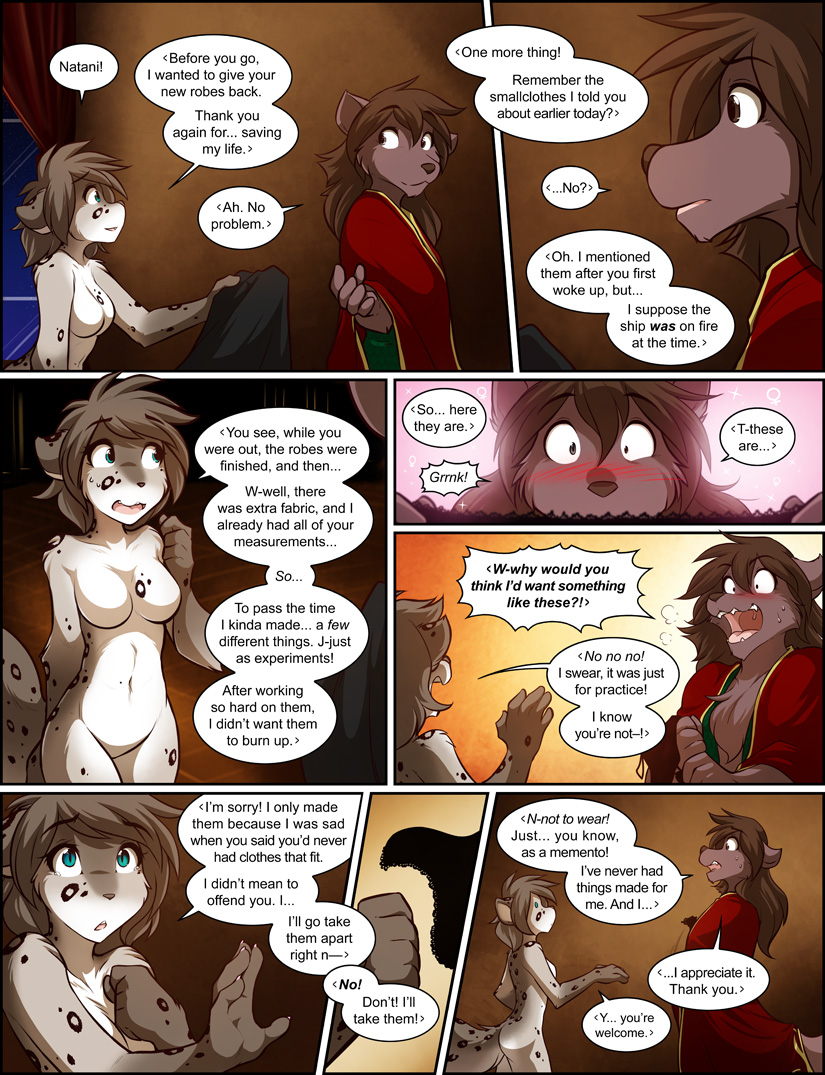 Natani!
‹Before you go,
I wanted to give your
new robes back.
Thank you
again for... saving
my life.›
‹Ah. No
problem.›
‹One more thing!
Remember the
smallclothes I told you
about earlier today?›
‹...No?›
‹Oh. I mentioned
them after you first
woke up, but...
I suppose the
ship was on fire
at the time.›
‹You see, while you
were out, the robes were
finished, and then...
W-well, there
was extra fabric, and I
already had all of your
measurements...
So...
To pass the time
I kinda made... a few
different things. J-just
as experiments!
After working
so hard on them,
I didn't want them
to burn up.›
‹So... here
they are.›
‹T-these
are...›
Grrnk!
‹W-why would you
think I'd want something
like these?!›
‹No no no!
I swear, it was just
for practice!
I know
you're not–!›
‹I'm sorry! I only made
them because I was sad
when you said you'd never
had clothes that fit.
I didn't mean to
offend you. I...
I'll go take
them apart
right n—›
‹No!
Don't! I'll
take them!›
‹N-not to wear!
Just... you know,
as a memento!
I've never had
things made for
me. And I...›
‹...I appreciate it.
Thank you.›
‹Y... you're
welcome.›